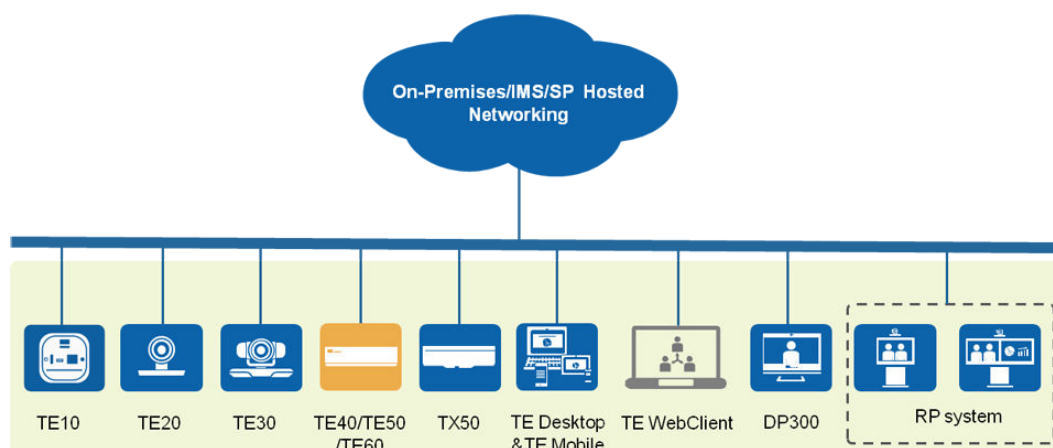 On-Premises/IMS/SP Hosted
Networking
TE10
TE20
TE30
TE40/TE50
/TE60
TX50
TE Desktop
&TE Mobile
TE WebClient
DP300
RP system